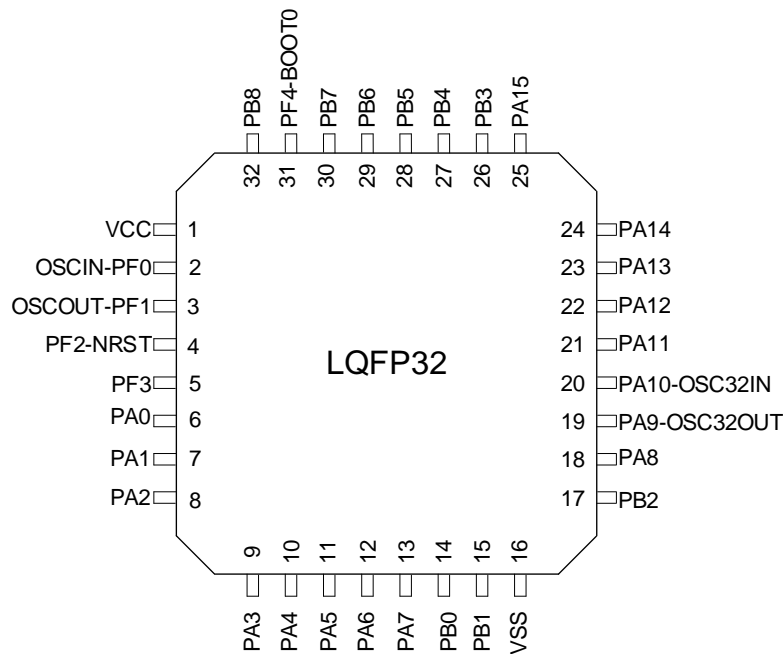 PB8
PF4-BOOT0
PB7
PB6
PB5
PB4
PB3
PA15
32
31
30
29
28
27
26
25
VCC 1
OSCIN-PF0 2
OSCOUT-PF1 3
PF2-NRST 4
PF3 5
PA0 6
PA1 7
PA2 8
LQFP32
24 PA14
23 PA13
22 PA12
21 PA11
20 PA10-OSC32IN
19 PA9-OSC32OUT
18 PA8
17 PB2
9
10
11
12
13
14
15
16
PA3
PA4
PA5
PA6
PA7
PB0
PB1
VSS